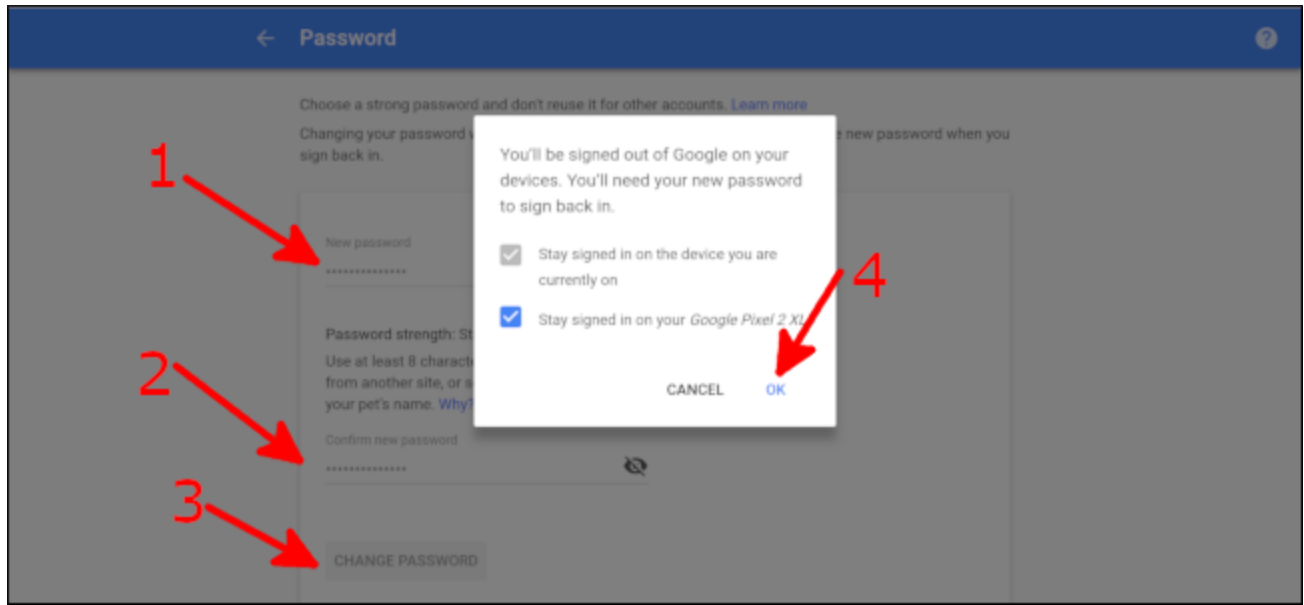 Password
Choose a strong password and don't reuse it for other accounts. Learn more
Changing your password
e new password when you
sign back in.
1
New password
••••••••••••••
Password strength: St
Use at least 8 characte
from another site, or s
your pet's name. Why?
2
Confirm new password
••••••••••••••
3
CHANGE PASSWORD
You'll be signed out of Google on your
devices. You'll need your new password
to sign back in.
Stay signed in on the device you are
currently on
Stay signed in on your Google Pixel 2 XL
4
CANCEL OK